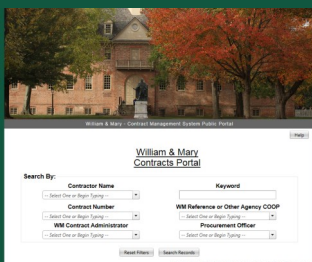 William & Mary - Contract Management System Public Portal
Help
William & Mary
Contracts Portal
Search By:
Contractor Name
Keyword
-- Select One or Begin Typing --
Contract Number
WM Reference or Other Agency COOP
-- Select One or Begin Typing --
-- Select One or Begin Typing --
WM Contract Administrator
Procurement Officer
-- Select One or Begin Typing --
-- Select One or Begin Typing --
Reset Filters
Search Records